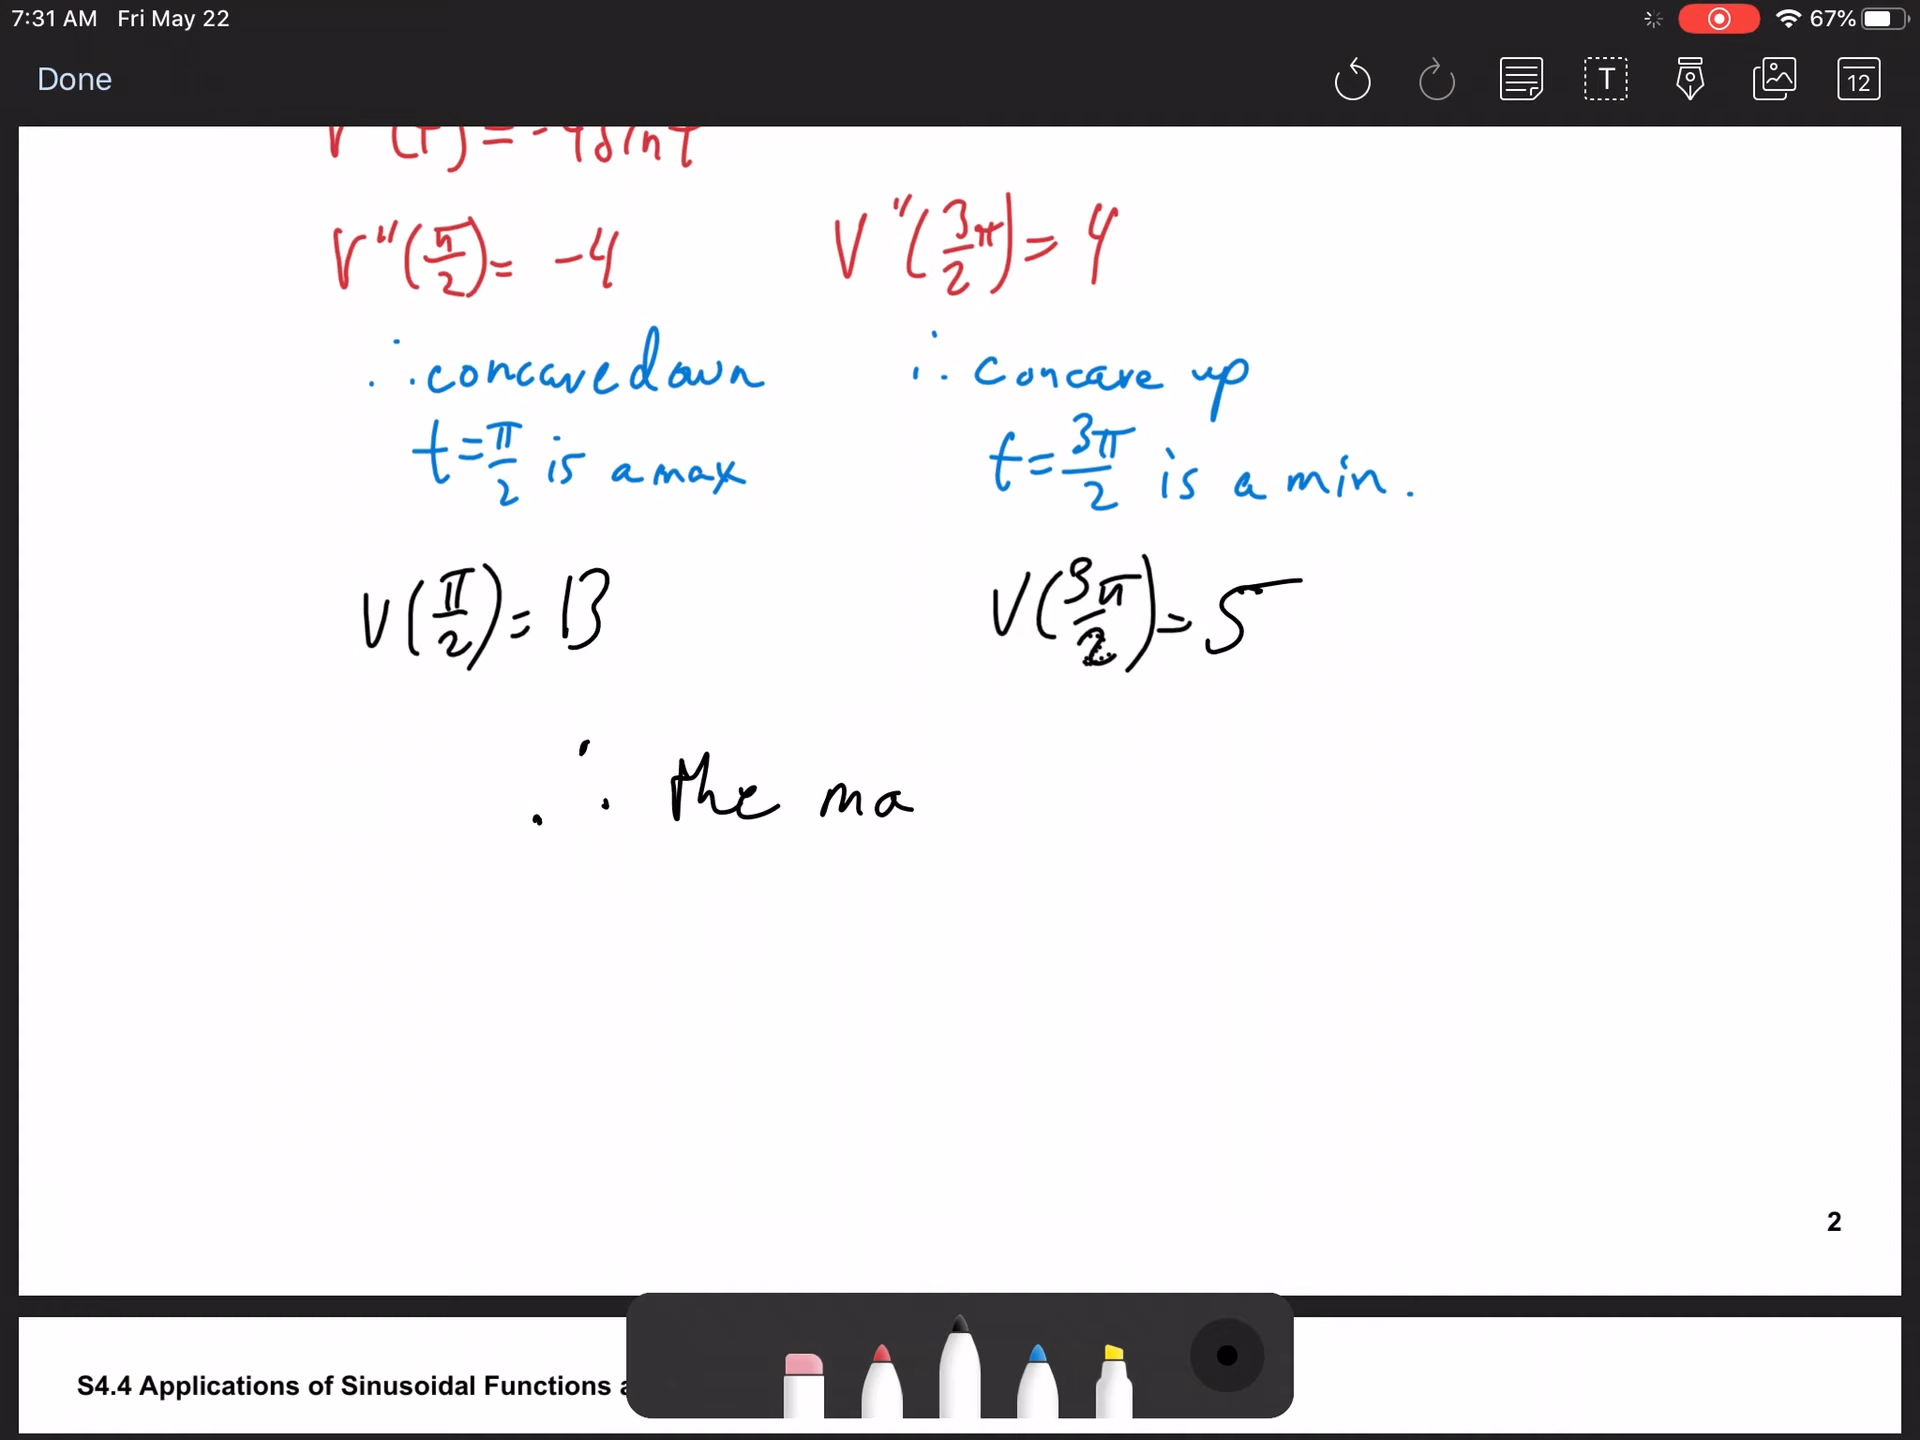 7:31 AM Fri May 22 67%
Done T 12
V''(t) = -4sint
V''(π/2) = -4 V''(3π/2) = 4
∴ concave down ∴ concave up
t = π/2 is a max t = 3π/2 is a min.
V(π/2) = 13 V(3π/2) = 5
∴ the ma
2
S4.4 Applications of Sinusoidal Functions